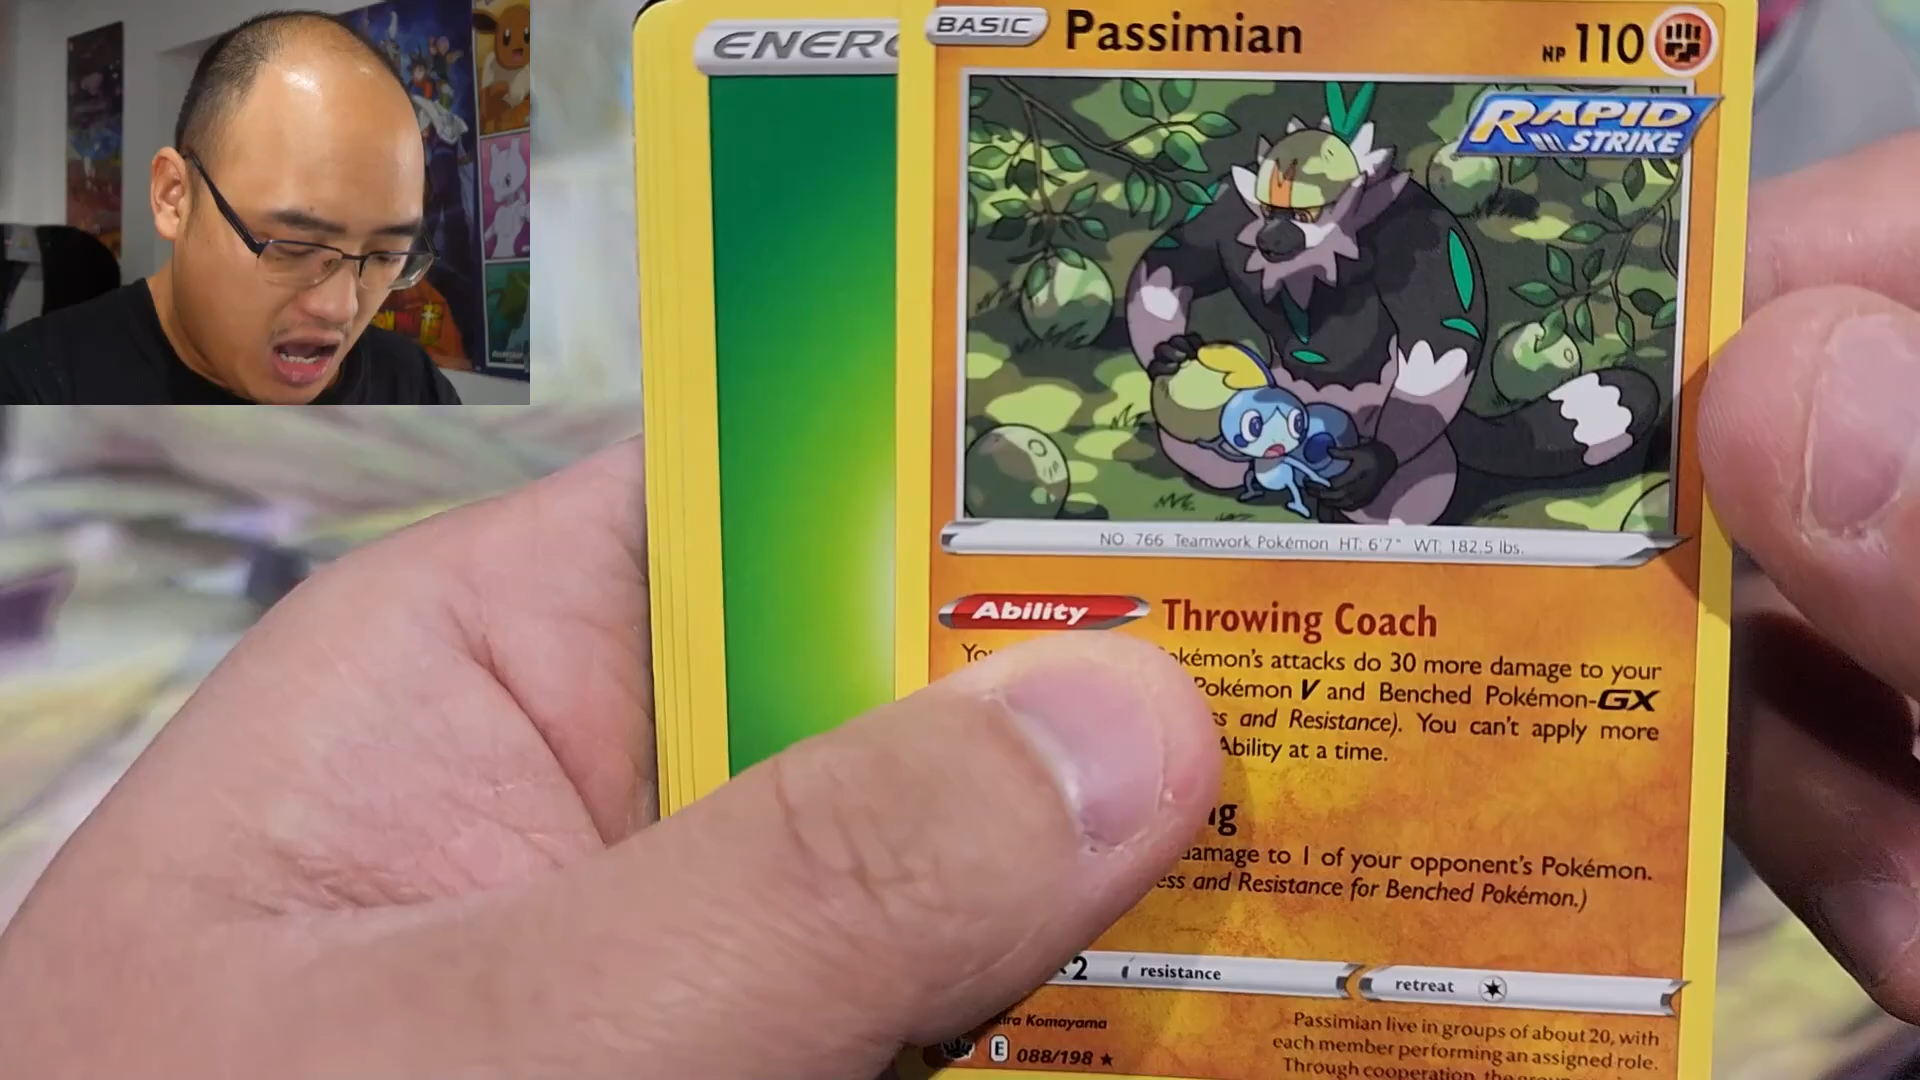 ENERG
BASIC Passimian HP 110
RAPID
STRIKE
NO. 766 Teamwork Pokémon HT: 6'7" WT: 182.5 lbs.
Ability Throwing Coach
okémon's attacks do 30 more damage to your
Pokémon V and Benched Pokémon-GX
and Resistance). You can't apply more
Ability at a time.
damage to 1 of your opponent's Pokémon.
and Resistance for Benched Pokémon.)
×2 resistance retreat
Komayama
E 088/198 ★
Passimian live in groups of about 20, with
each member performing an assigned role.
Through cooperation, the